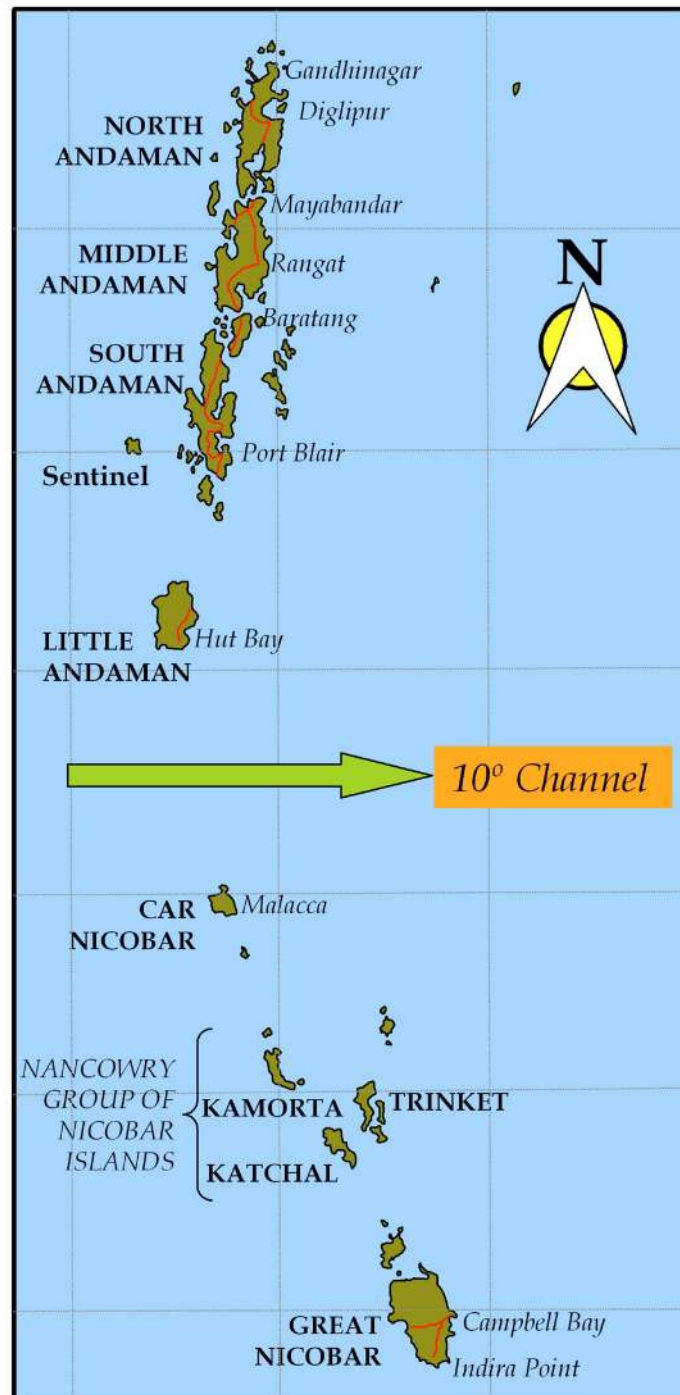 Gandhinagar
Diglipur
NORTH
ANDAMAN
Mayabandar
N
MIDDLE
ANDAMAN
Rangat
Baratang
SOUTH
ANDAMAN
Port Blair
Sentinel
Hut Bay
LITTLE
ANDAMAN
10° Channel
CAR
NICOBAR
Malacca
NANCOWRY
GROUP OF
NICOBAR
ISLANDS
KAMORTA
TRINKET
KATCHAL
GREAT
NICOBAR
Campbell Bay
Indira Point